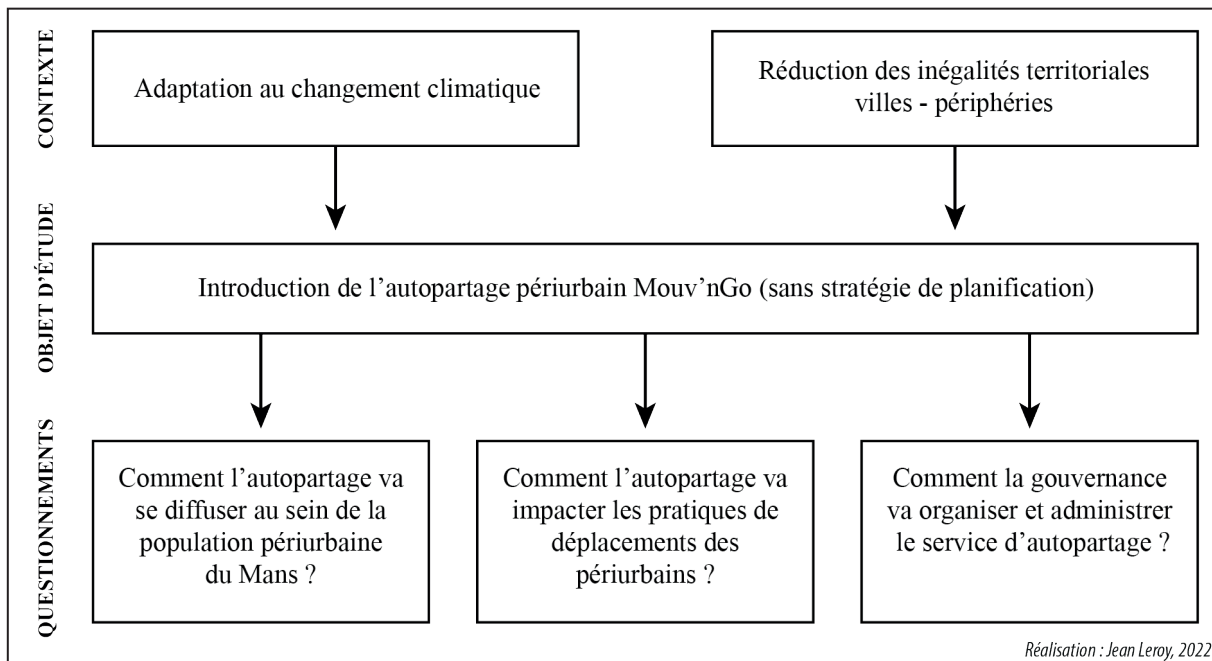 CONTEXTE
Adaptation au changement climatique
Réduction des inégalités territoriales
villes - périphéries
OBJET D’ÉTUDE
Introduction de l’autopartage périurbain Mouv’nGo (sans stratégie de planification)
QUESTIONNEMENTS
Comment l’autopartage va
se diffuser au sein de la
population périurbaine
du Mans ?
Comment l’autopartage va
impacter les pratiques de
déplacements des
périurbains ?
Comment la gouvernance
va organiser et administrer
le service d’autopartage ?
Réalisation : Jean Leroy, 2022